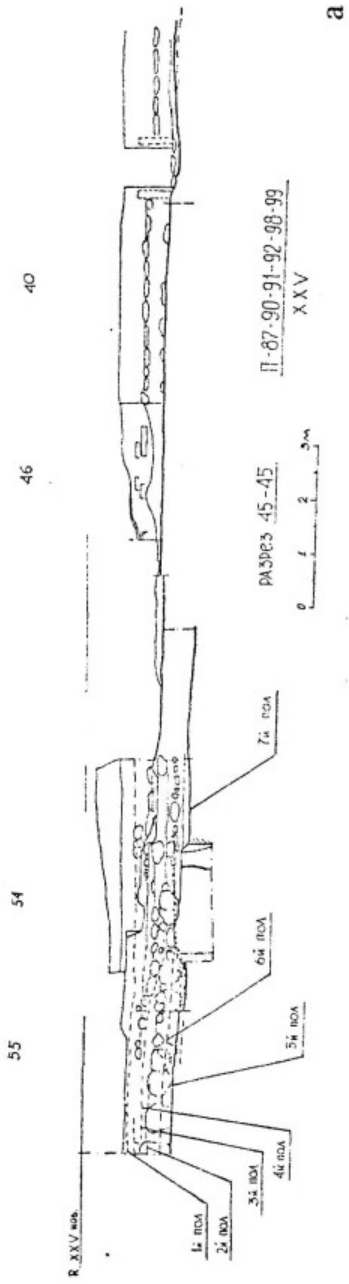 55
54
46
40
R. XXV нов.
1й пол
2й пол
3й пол
4й пол
5й пол
6й пол
7й пол
РАЗРЕЗ 45-45
0 1 2 3м
П-87-90-91-92-98-99
XXV
а